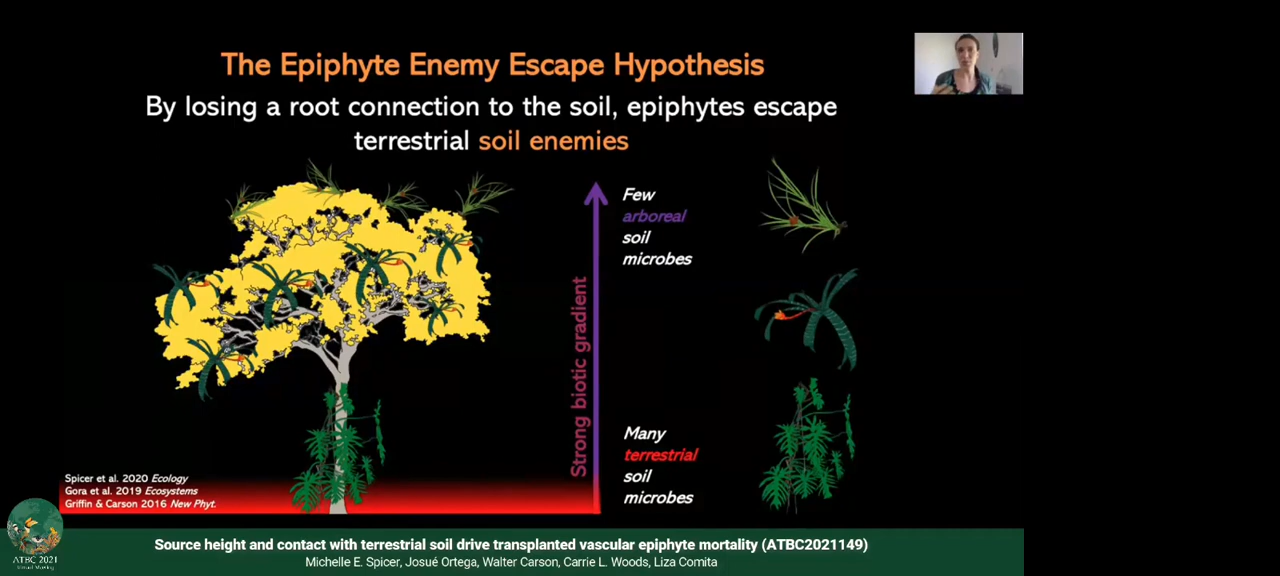 The Epiphyte Enemy Escape Hypothesis
By losing a root connection to the soil, epiphytes escape
terrestrial soil enemies
Few
arboreal
soil
microbes
Strong biotic gradient
Many
terrestrial
soil
microbes
Spicer et al. 2020 Ecology
Gora et al. 2019 Ecosystems
Griffin & Carson 2016 New Phyt.
ATBC 2021
Source height and contact with terrestrial soil drive transplanted vascular epiphyte mortality (ATBC2021149)
Michelle E. Spicer, Josué Ortega, Walter Carson, Carrie L. Woods, Liza Comita